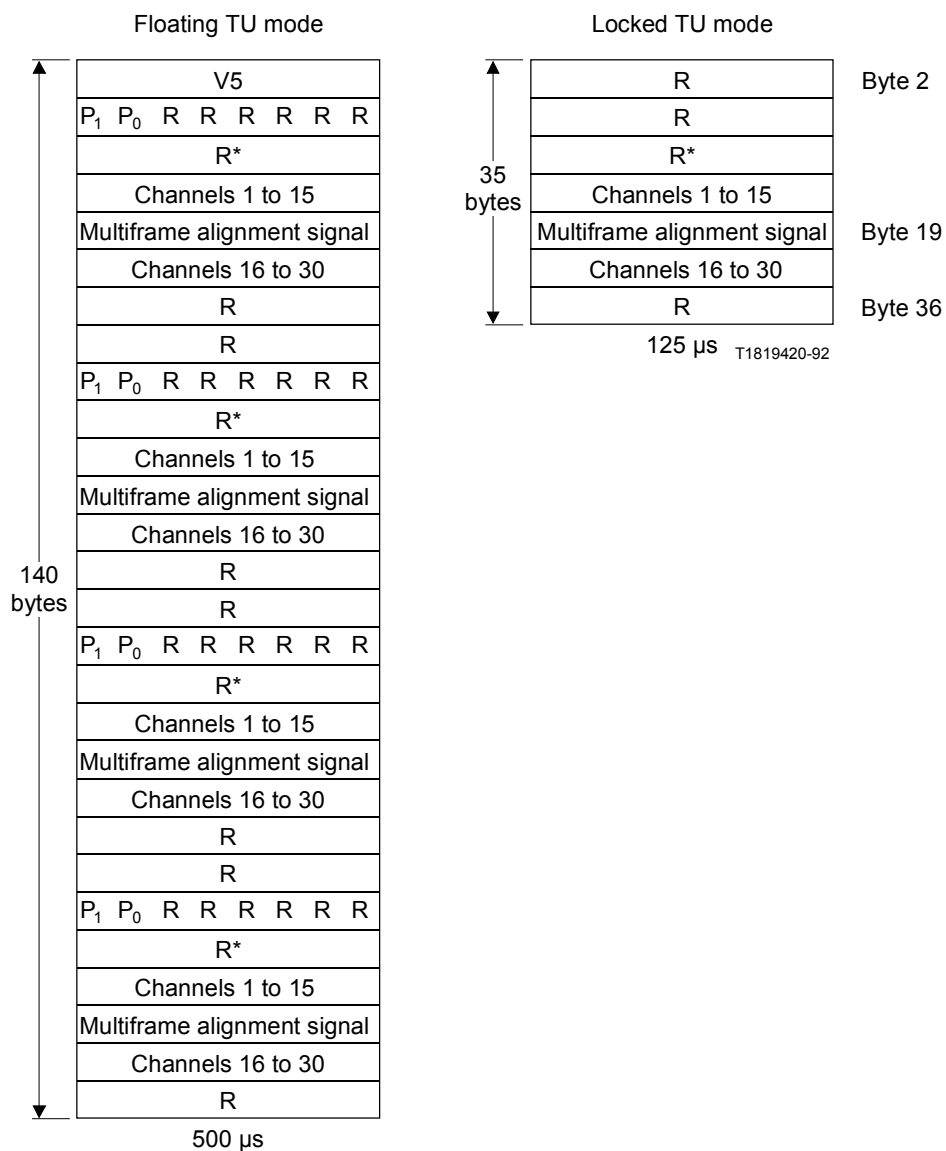 Floating TU mode
V5
P1 P0 R R R R R R
R*
Channels 1 to 15
Multiframe alignment signal
Channels 16 to 30
R
R
P1 P0 R R R R R R
R*
Channels 1 to 15
Multiframe alignment signal
Channels 16 to 30
R
R
P1 P0 R R R R R R
R*
Channels 1 to 15
Multiframe alignment signal
Channels 16 to 30
R
R
P1 P0 R R R R R R
R*
Channels 1 to 15
Multiframe alignment signal
Channels 16 to 30
R
140
bytes
500 µs
Locked TU mode
R Byte 2
R
R*
Channels 1 to 15
Multiframe alignment signal Byte 19
Channels 16 to 30
R Byte 36
35
bytes
125 µs
T1819420-92